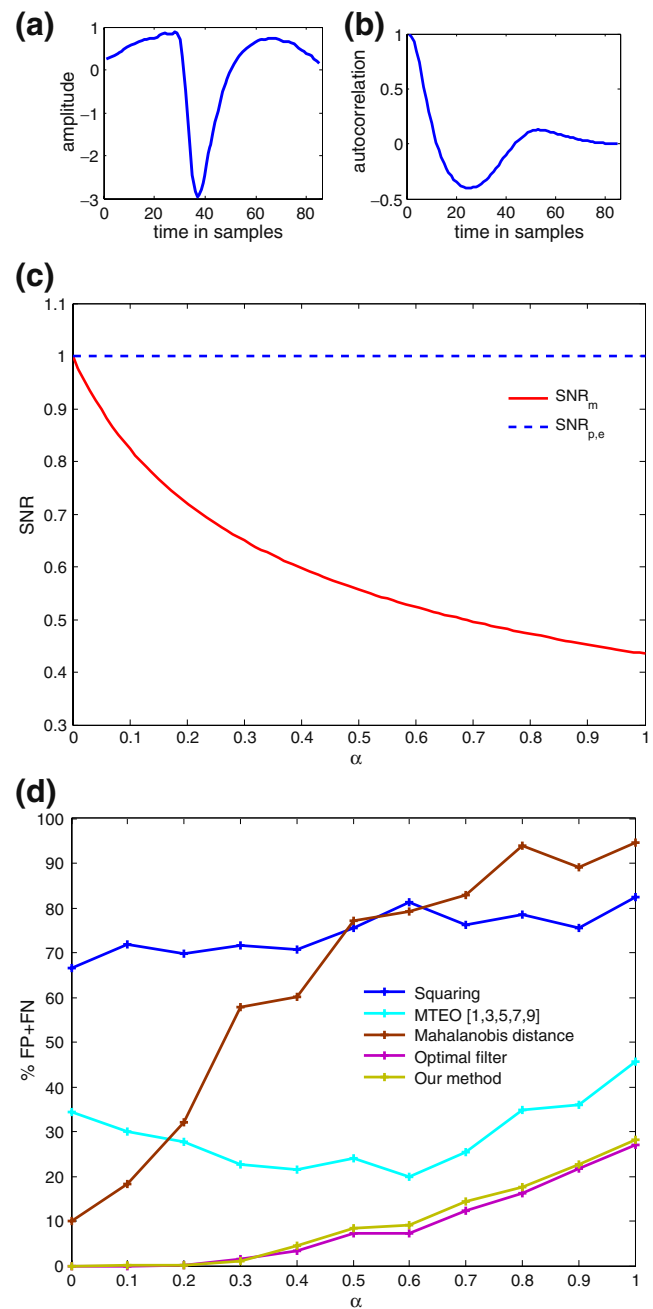 (a)
1
0
−1
−2
−3
amplitude
0 20 40 60 80
time in samples
(b)
1
0.5
0
−0.5
autocorrelation
0 20 40 60 80
time in samples
(c)
1.1
1
0.9
0.8
0.7
0.6
0.5
0.4
0.3
SNR
SNRm
SNRp,e
0 0.1 0.2 0.3 0.4 0.5 0.6 0.7 0.8 0.9 1
α
(d)
100
90
80
70
60
50
40
30
20
10
0
% FP+FN
Squaring
MTEO [1,3,5,7,9]
Mahalanobis distance
Optimal filter
Our method
0 0.1 0.2 0.3 0.4 0.5 0.6 0.7 0.8 0.9 1
α